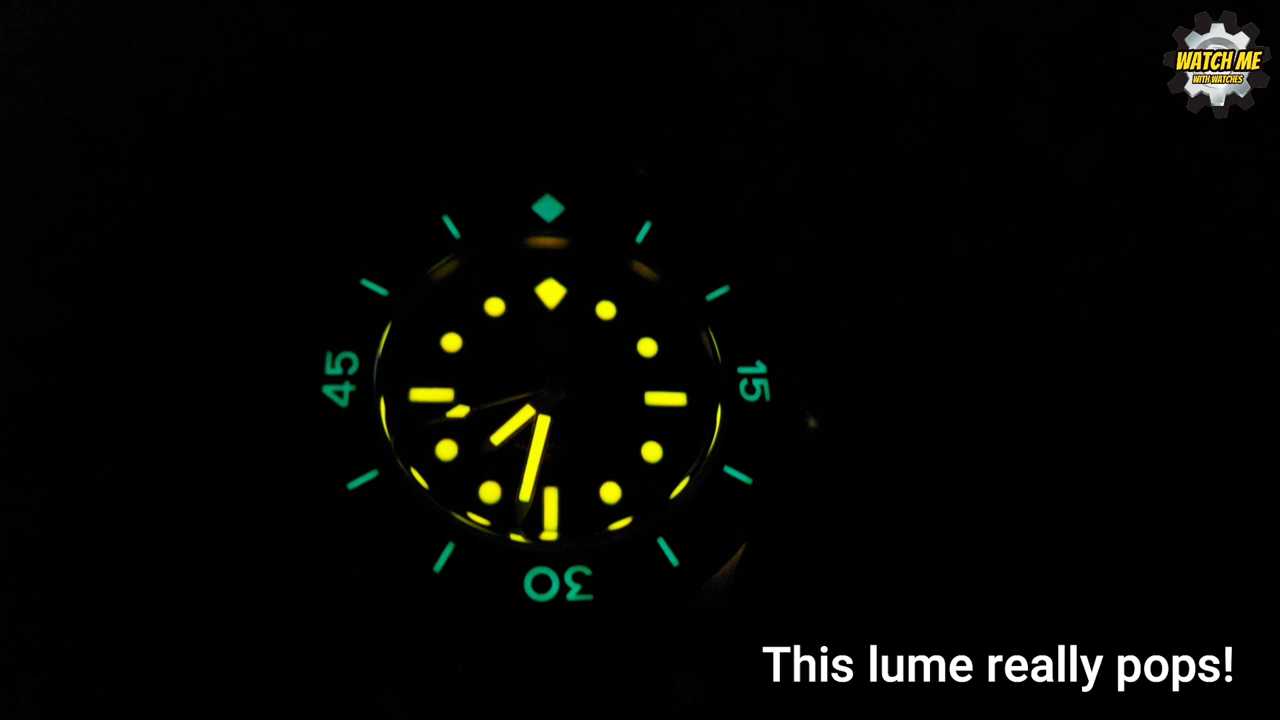 WATCH ME
WITH WATCHES
45
15
30
This lume really pops!